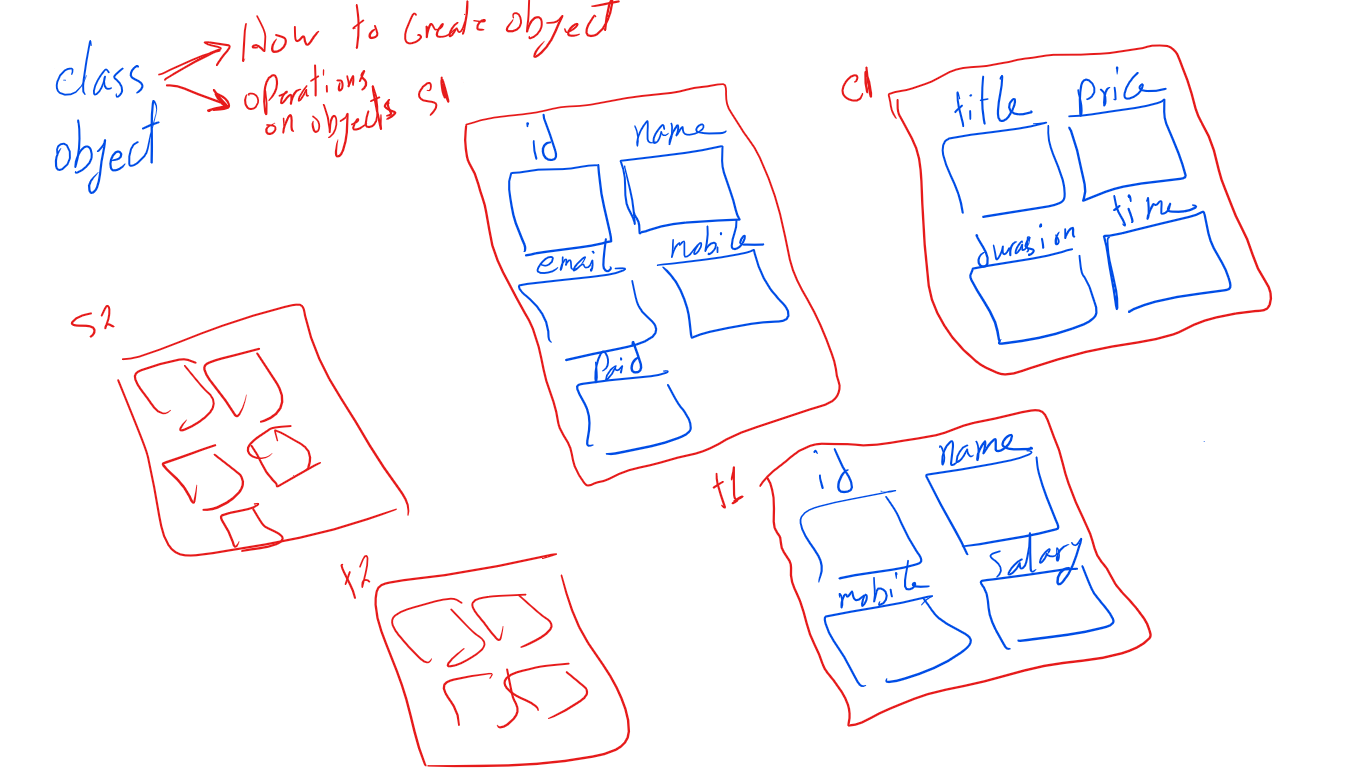 class
object
How to create object
operations
on objects
S1
id name
email mobile
Paid
C1
title price
durasion time
S2
t1
id name
mobile salary
t2